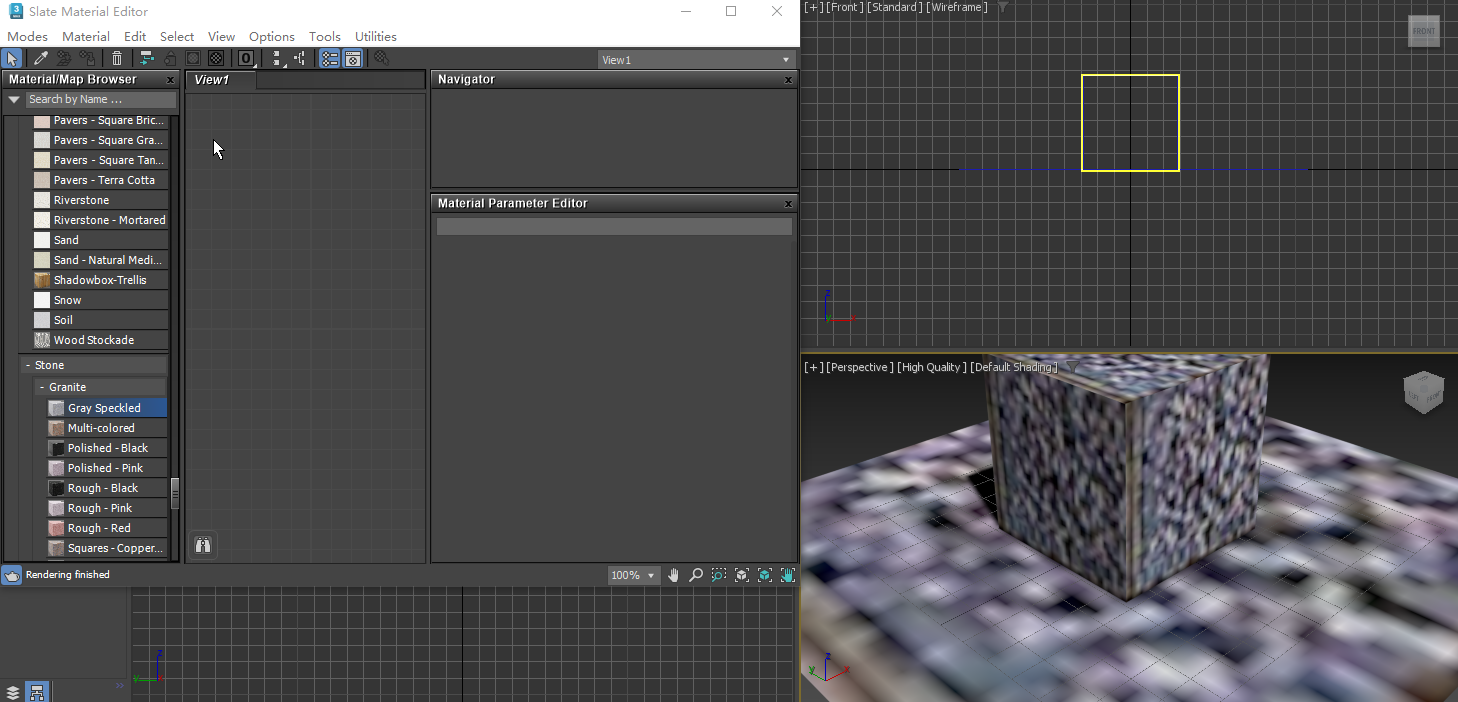 3
Slate Material Editor
Modes Material Edit Select View Options Tools Utilities
0
View1
Material/Map Browser x
Search by Name ...
Pavers - Square Bric...
Pavers - Square Gra...
Pavers - Square Tan...
Pavers - Terra Cotta
Riverstone
Riverstone - Mortared
Sand
Sand - Natural Medi...
Shadowbox-Trellis
Snow
Soil
Wood Stockade
- Stone
- Granite
Gray Speckled
Multi-colored
Polished - Black
Polished - Pink
Rough - Black
Rough - Pink
Rough - Red
Squares - Copper...
View1
Navigator x
Material Parameter Editor x
Rendering finished
100%
z
y
»
[+] [Front ] [Standard ] [Wireframe ]
FRONT
z
y x
[+] [Perspective ] [High Quality ] [Default Shading ]
LEFT FRONT
z
y x